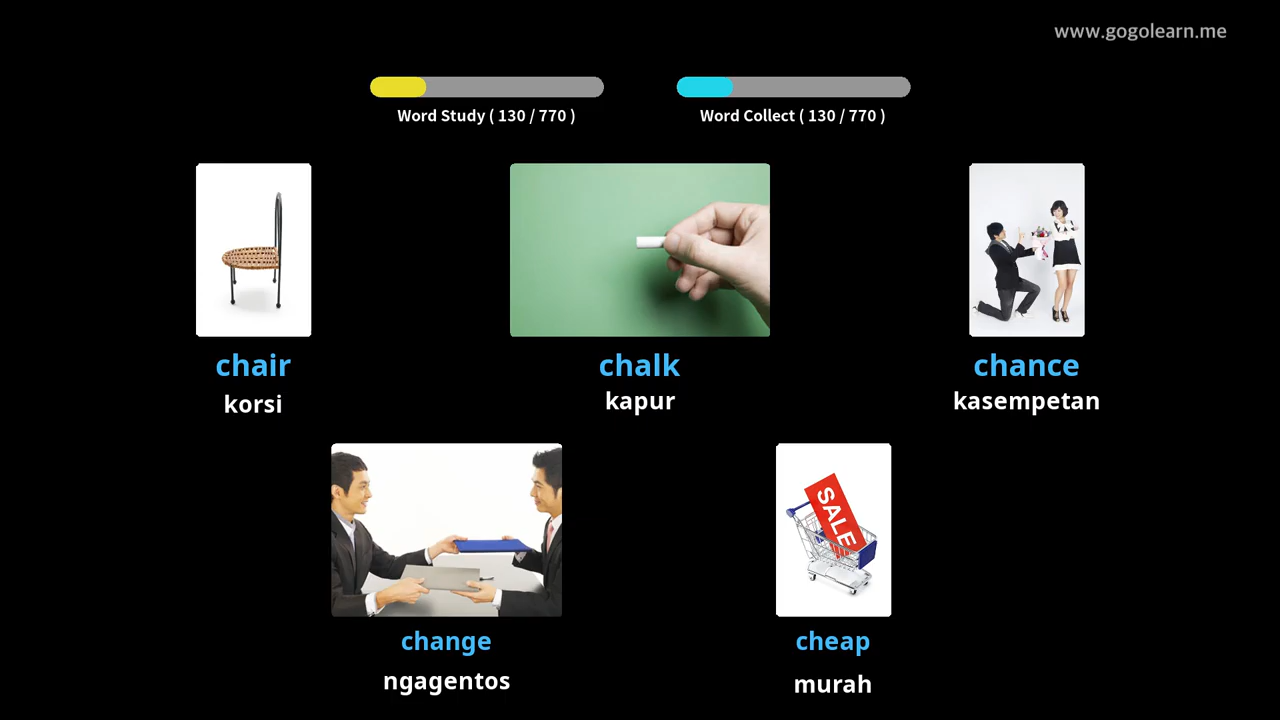 www.gogolearn.me
Word Study ( 130 / 770 )
Word Collect ( 130 / 770 )
chair
korsi
chalk
kapur
chance
kasempetan
SALE
change
ngagentos
cheap
murah